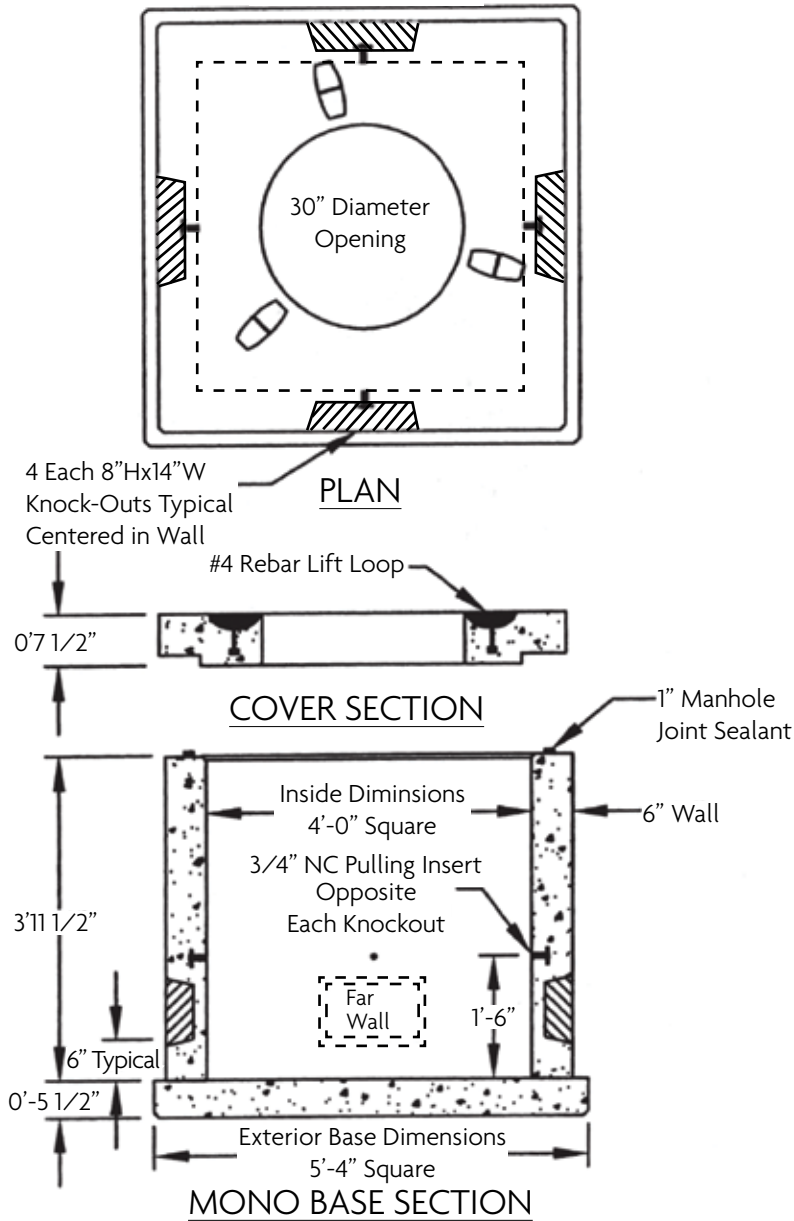 30” Diameter
Opening
4 Each 8”Hx14”W
Knock-Outs Typical
Centered in Wall
PLAN
#4 Rebar Lift Loop
0’7 1/2”
COVER SECTION
1” Manhole
Joint Sealant
Inside Diminsions
4’-0” Square
6” Wall
3/4” NC Pulling Insert
Opposite
Each Knockout
3’11 1/2”
Far
Wall
1’-6”
6” Typical
0’-5 1/2”
Exterior Base Dimensions
5’-4” Square
MONO BASE SECTION